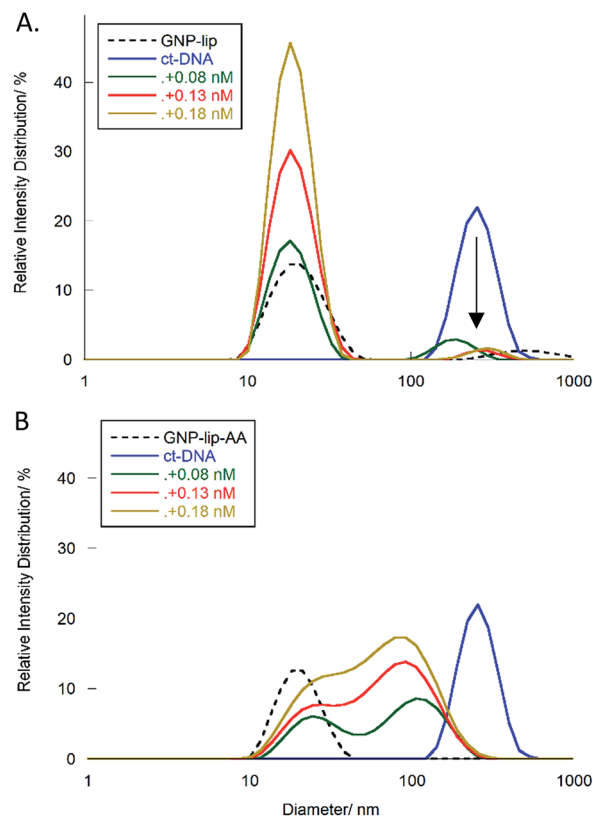 A.
GNP-lip
ct-DNA
.+0.08 nM
.+0.13 nM
.+0.18 nM
Relative Intensity Distribution/ %
40
30
20
10
0
1
10
100
1000
B
GNP-lip-AA
ct-DNA
.+0.08 nM
.+0.13 nM
.+0.18 nM
Relative Intensity Distribution/ %
40
30
20
10
0
1
10
100
1000
Diameter/ nm